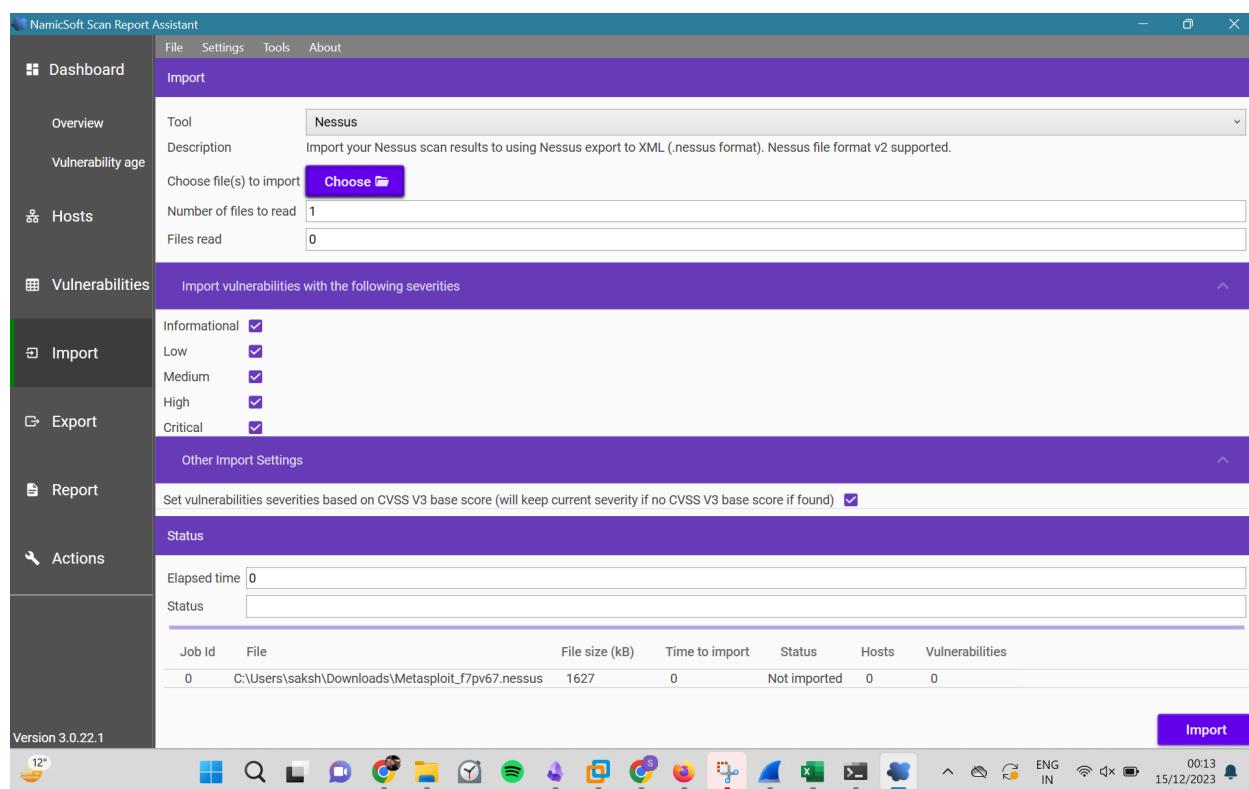 NamicSoft Scan Report Assistant
File Settings Tools About
Dashboard
Overview
Vulnerability age
Hosts
Vulnerabilities
Import
Export
Report
Actions
Version 3.0.22.1
Import
Tool Nessus
Description Import your Nessus scan results to using Nessus export to XML (.nessus format). Nessus file format v2 supported.
Choose file(s) to import Choose
Number of files to read 1
Files read 0
Import vulnerabilities with the following severities
Informational
Low
Medium
High
Critical
Other Import Settings
Set vulnerabilities severities based on CVSS V3 base score (will keep current severity if no CVSS V3 base score if found)
Status
Elapsed time 0
Status
Job Id File File size (kB) Time to import Status Hosts Vulnerabilities
0 C:\Users\saksh\Downloads\Metasploit_f7pv67.nessus 1627 0 Not imported 0 0
Import
12°
ENG
IN
00:13
15/12/2023